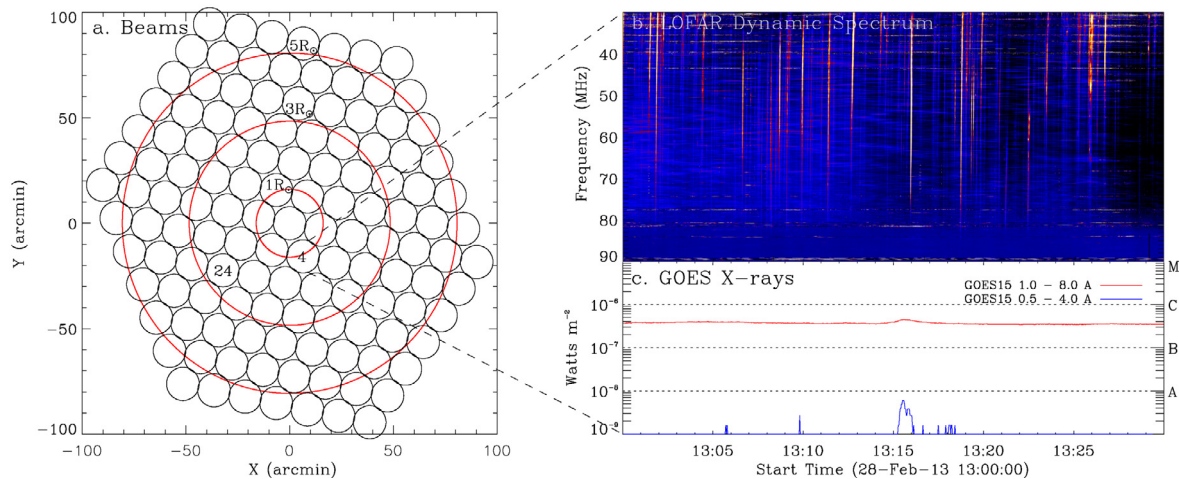 a. Beams
100
50
0
−50
−100
Y (arcmin)
5R⊙
3R⊙
1R⊙
4
24
−100
−50
0
50
100
X (arcmin)
b. LOFAR Dynamic Spectrum
40
50
60
70
80
90
Frequency (MHz)
c. GOES X-rays
GOES15 1.0 − 8.0 A
GOES15 0.5 − 4.0 A
10⁻⁶
10⁻⁷
10⁻⁸
10⁻⁹
Watts m⁻²
M
C
B
A
13:05
13:10
13:15
13:20
13:25
Start Time (28-Feb-13 13:00:00)